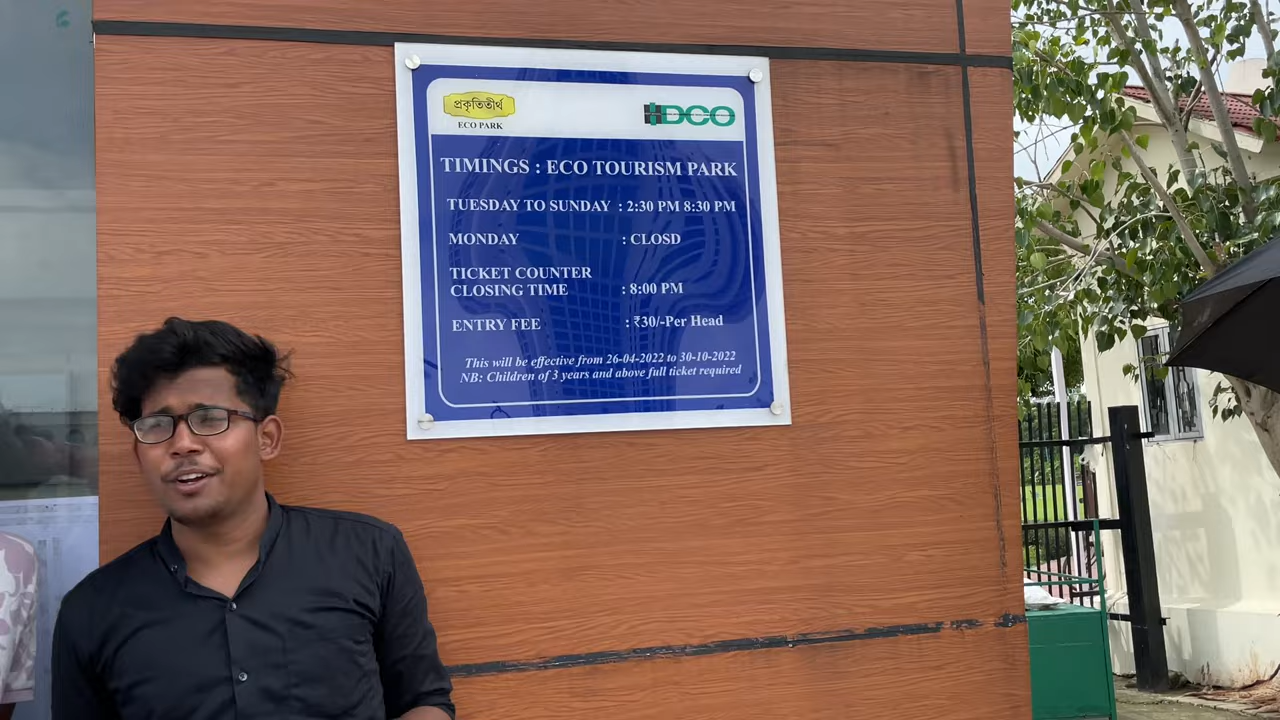 প্রকৃতিতীর্থ
ECO PARK
HIDCO
TIMINGS : ECO TOURISM PARK
TUESDAY TO SUNDAY : 2:30 PM 8:30 PM
MONDAY : CLOSD
TICKET COUNTER
CLOSING TIME : 8:00 PM
ENTRY FEE : ₹30/-Per Head
This will be effective from 26-04-2022 to 30-10-2022
NB: Children of 3 years and above full ticket required